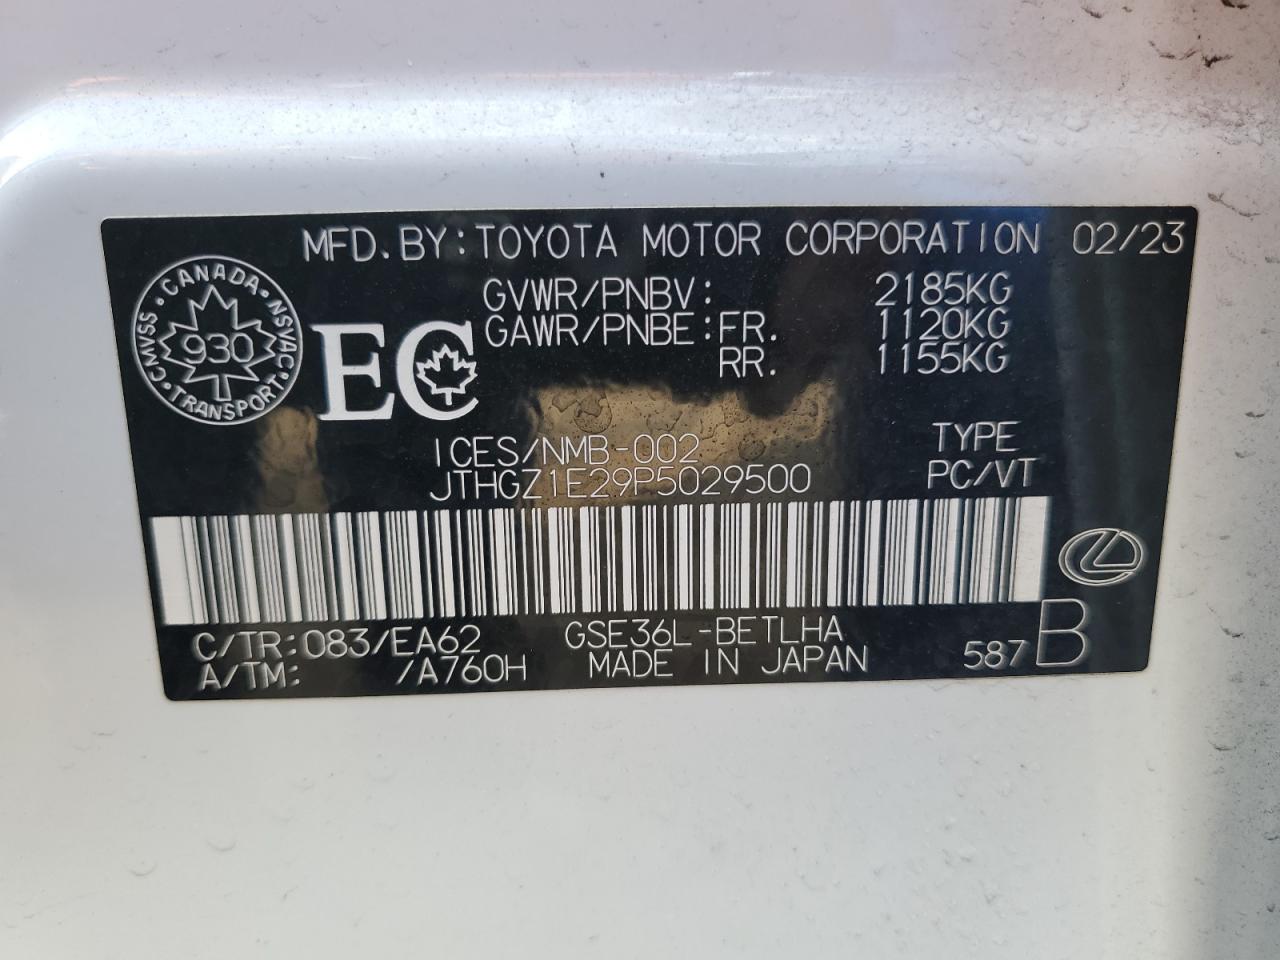 MFD.BY:TOYOTA MOTOR CORPORATION 02/23
CANADA
CMVSS NSVAC
930
TRANSPORT
EC
GVWR/PNBV: 2185KG
GAWR/PNBE:FR. 1120KG
RR. 1155KG
ICES/NMB-002
TYPE
JTHGZ1E29P5029500
PC/VT
C/TR:083/EA62 GSE36L-BETLHA
A/TM: /A760H MADE IN JAPAN 587 B